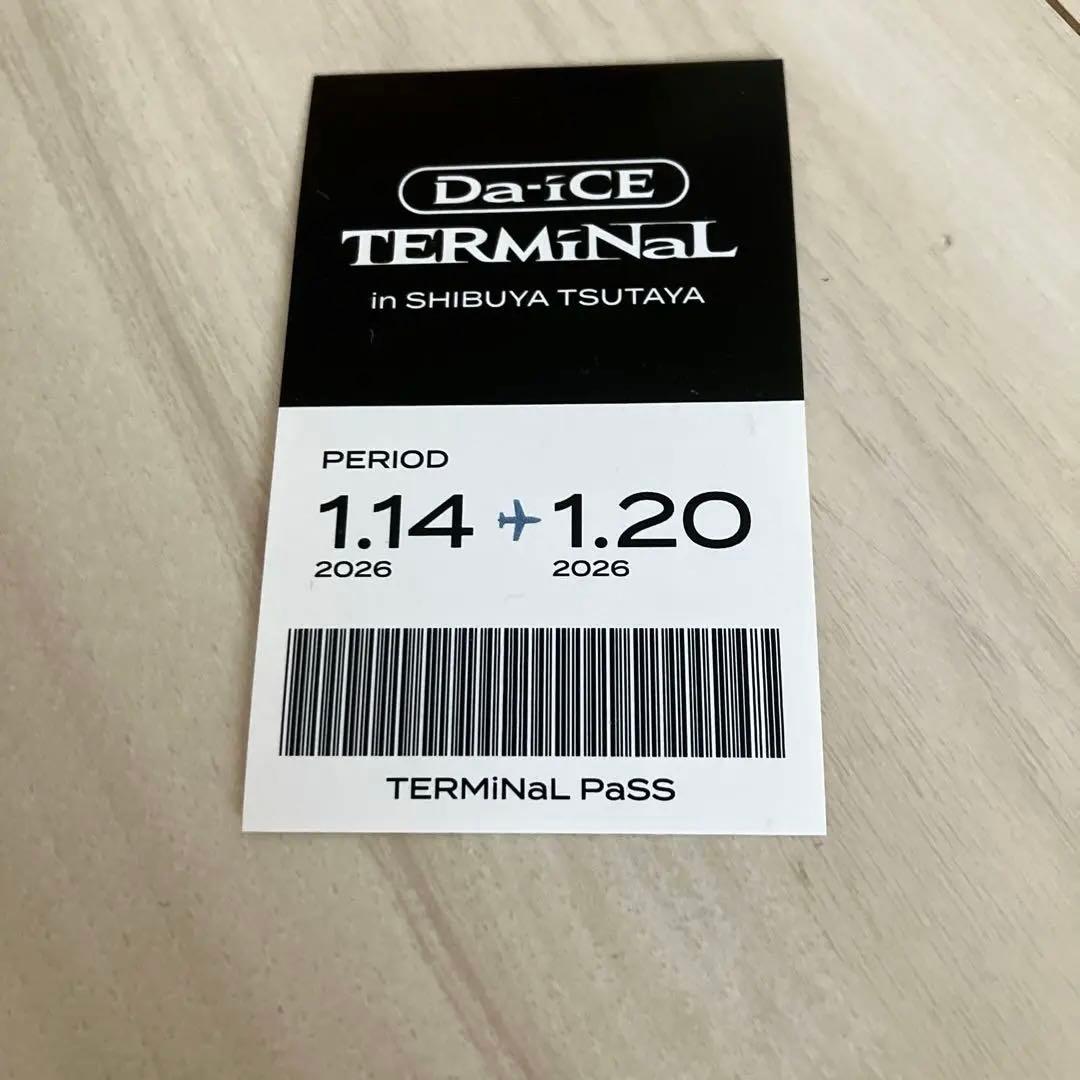 Da-iCE
TERMiNaL
in SHIBUYA TSUTAYA
PERIOD
1.14 1.20
2026 2026
TERMiNaL PaSS